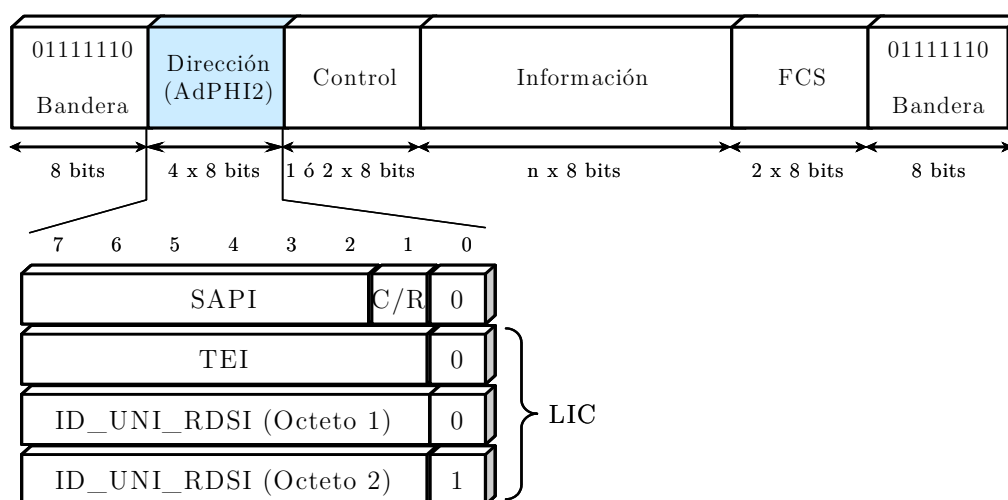 01111110
Bandera
Dirección
(AdPHI2)
Control
Información
FCS
01111110
Bandera
8 bits
4 x 8 bits
1 ó 2 x 8 bits
n x 8 bits
2 x 8 bits
8 bits
7 6 5 4 3 2 1 0
SAPI C/R 0
TEI 0
ID_UNI_RDSI (Octeto 1) 0
LIC
ID_UNI_RDSI (Octeto 2) 1